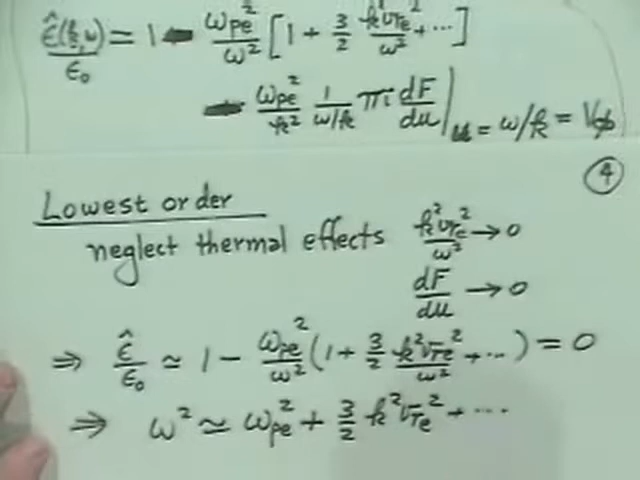 ε̂(k,ω)/ε₀ = 1 - ωpe²/ω² [1 + 3/2 k²vTe²/ω² + ···]
- ωpe²/k² 1/(ω/k) πi dF/du |u = ω/k = Vϕ
④
Lowest order
neglect thermal effects k²vTe²/ω² → 0
dF/du → 0
⇒ ε̂/ε₀ ≃ 1 - ωpe²/ω² (1 + 3/2 k²vTe²/ω² + ···) = 0
⇒ ω² ≃ ωpe² + 3/2 k²vTe² + ···